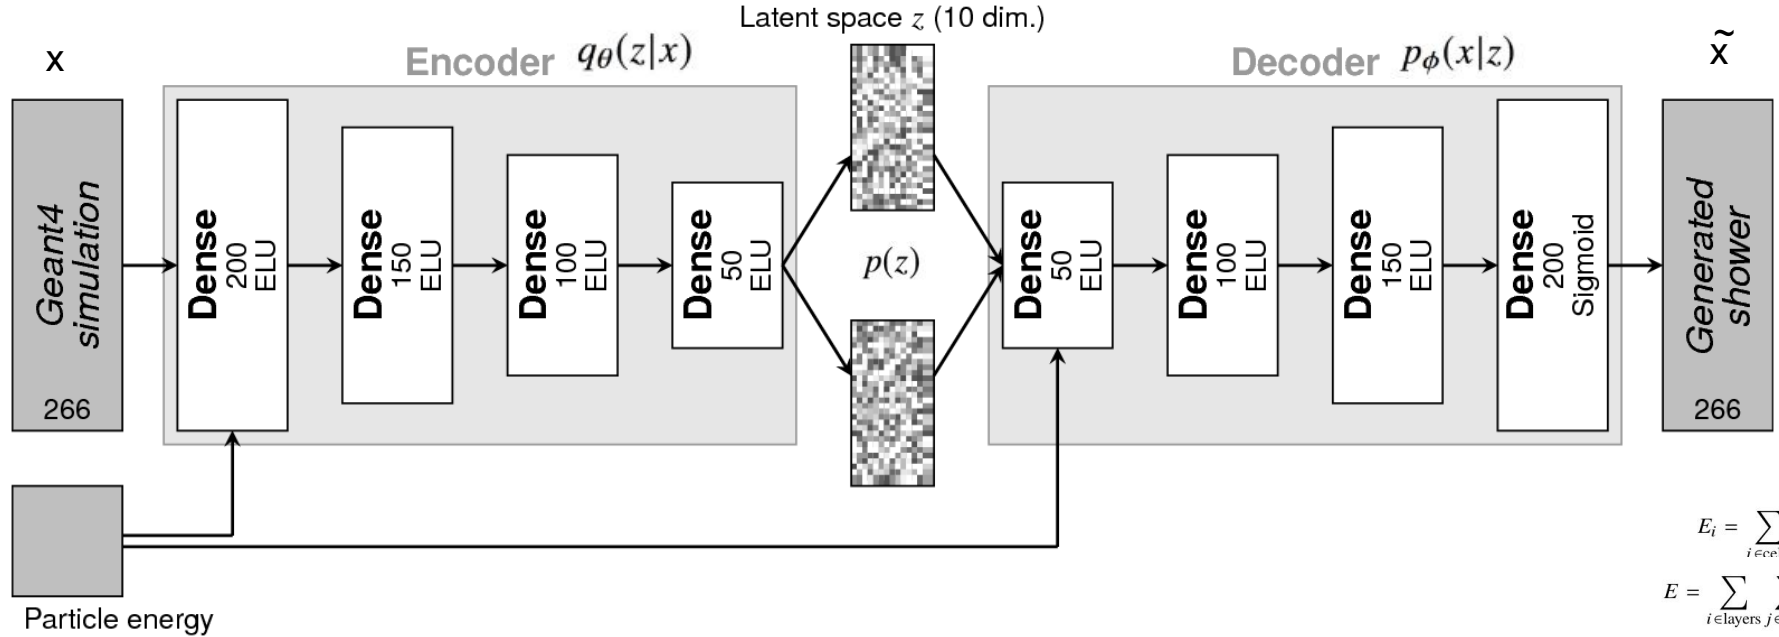 Latent space z (10 dim.)
x
Encoder qθ(z|x)
Decoder pϕ(x|z)
x̃
Geant4
simulation
266
Dense
200
ELU
Dense
150
ELU
Dense
100
ELU
Dense
50
ELU
p(z)
Dense
50
ELU
Dense
100
ELU
Dense
150
ELU
Dense
200
Sigmoid
Generated
shower
266
Particle energy
E_i = ∑
E = ∑
i∈layers